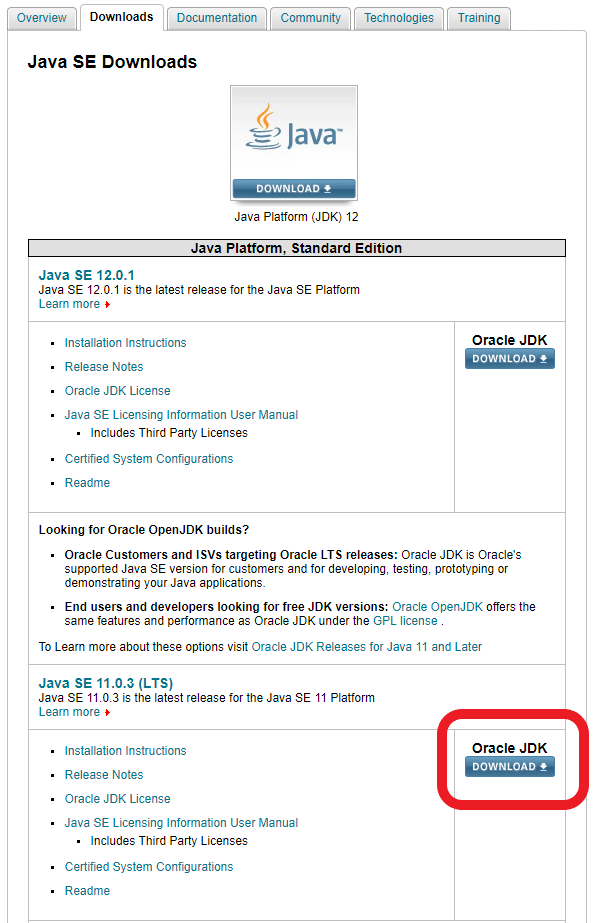 Overview Downloads Documentation Community Technologies Training
Java SE Downloads
Java™
DOWNLOAD
Java Platform (JDK) 12
Java Platform, Standard Edition
Java SE 12.0.1
Java SE 12.0.1 is the latest release for the Java SE Platform
Learn more
Oracle JDK
DOWNLOAD
Installation Instructions
Release Notes
Oracle JDK License
Java SE Licensing Information User Manual
Includes Third Party Licenses
Certified System Configurations
Readme
Looking for Oracle OpenJDK builds?
Oracle Customers and ISVs targeting Oracle LTS releases: Oracle JDK is Oracle's
supported Java SE version for customers and for developing, testing, prototyping or
demonstrating your Java applications.
End users and developers looking for free JDK versions: Oracle OpenJDK offers the
same features and performance as Oracle JDK under the GPL license .
To Learn more about these options visit Oracle JDK Releases for Java 11 and Later
Java SE 11.0.3 (LTS)
Java SE 11.0.3 is the latest release for the Java SE 11 Platform
Learn more
Oracle JDK
DOWNLOAD
Installation Instructions
Release Notes
Oracle JDK License
Java SE Licensing Information User Manual
Includes Third Party Licenses
Certified System Configurations
Readme